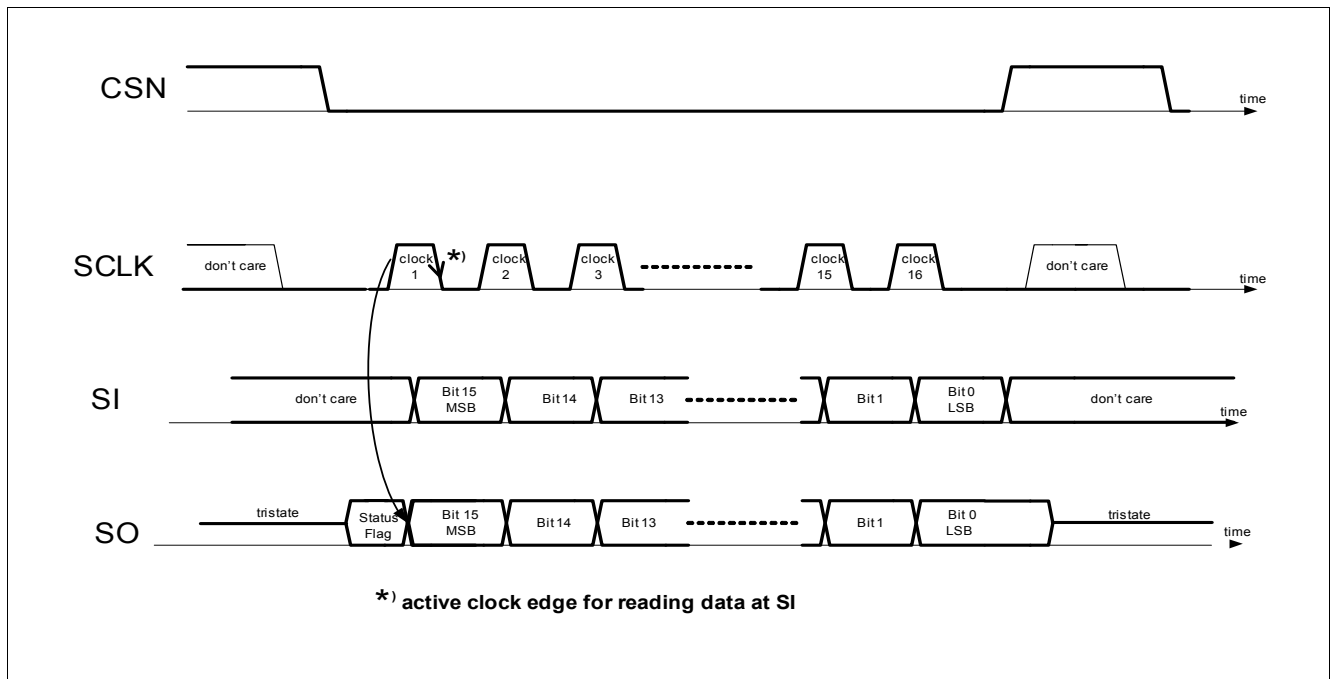 CSN
time
SCLK
don't care
clock
1
*)
clock
2
clock
3
clock
15
clock
16
don't care
time
SI
don't care
Bit 15
MSB
Bit 14
Bit 13
Bit 1
Bit 0
LSB
don't care
time
SO
tristate
Status
Flag
Bit 15
MSB
Bit 14
Bit 13
Bit 1
Bit 0
LSB
tristate
time
*) active clock edge for reading data at SI